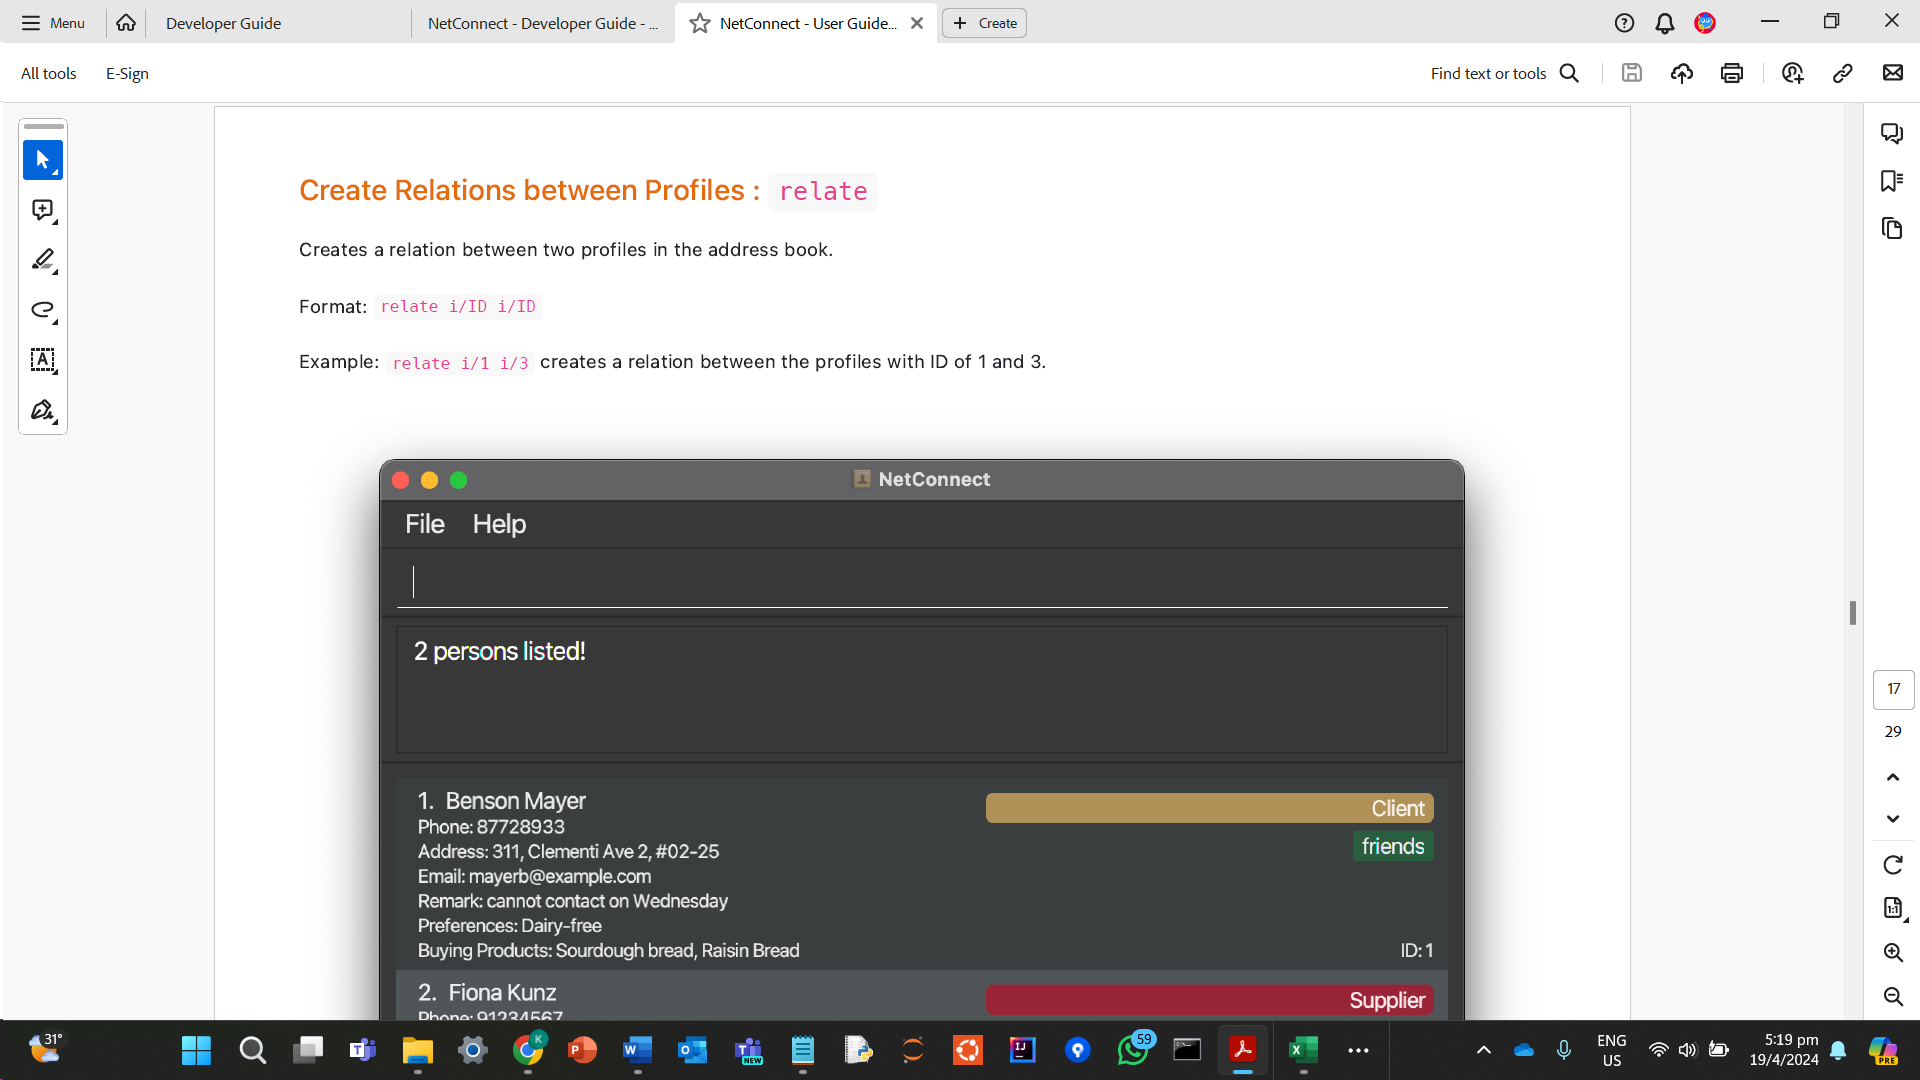 Menu
Developer Guide
NetConnect - Developer Guide - ...
NetConnect - User Guide...
Create
All tools
E-Sign
Find text or tools
Create Relations between Profiles : relate
Creates a relation between two profiles in the address book.
Format: relate i/ID i/ID
Example: relate i/1 i/3 creates a relation between the profiles with ID of 1 and 3.
NetConnect
File Help
2 persons listed!
1. Benson Mayer
Client
Phone: 87728933
friends
Address: 311, Clementi Ave 2, #02-25
Email: mayerb@example.com
Remark: cannot contact on Wednesday
Preferences: Dairy-free
Buying Products: Sourdough bread, Raisin Bread
ID: 1
2. Fiona Kunz
Supplier
Phone: 91234567
17
29
31°
K
NEW
59
ENG
US
5:19 pm
19/4/2024
PRE